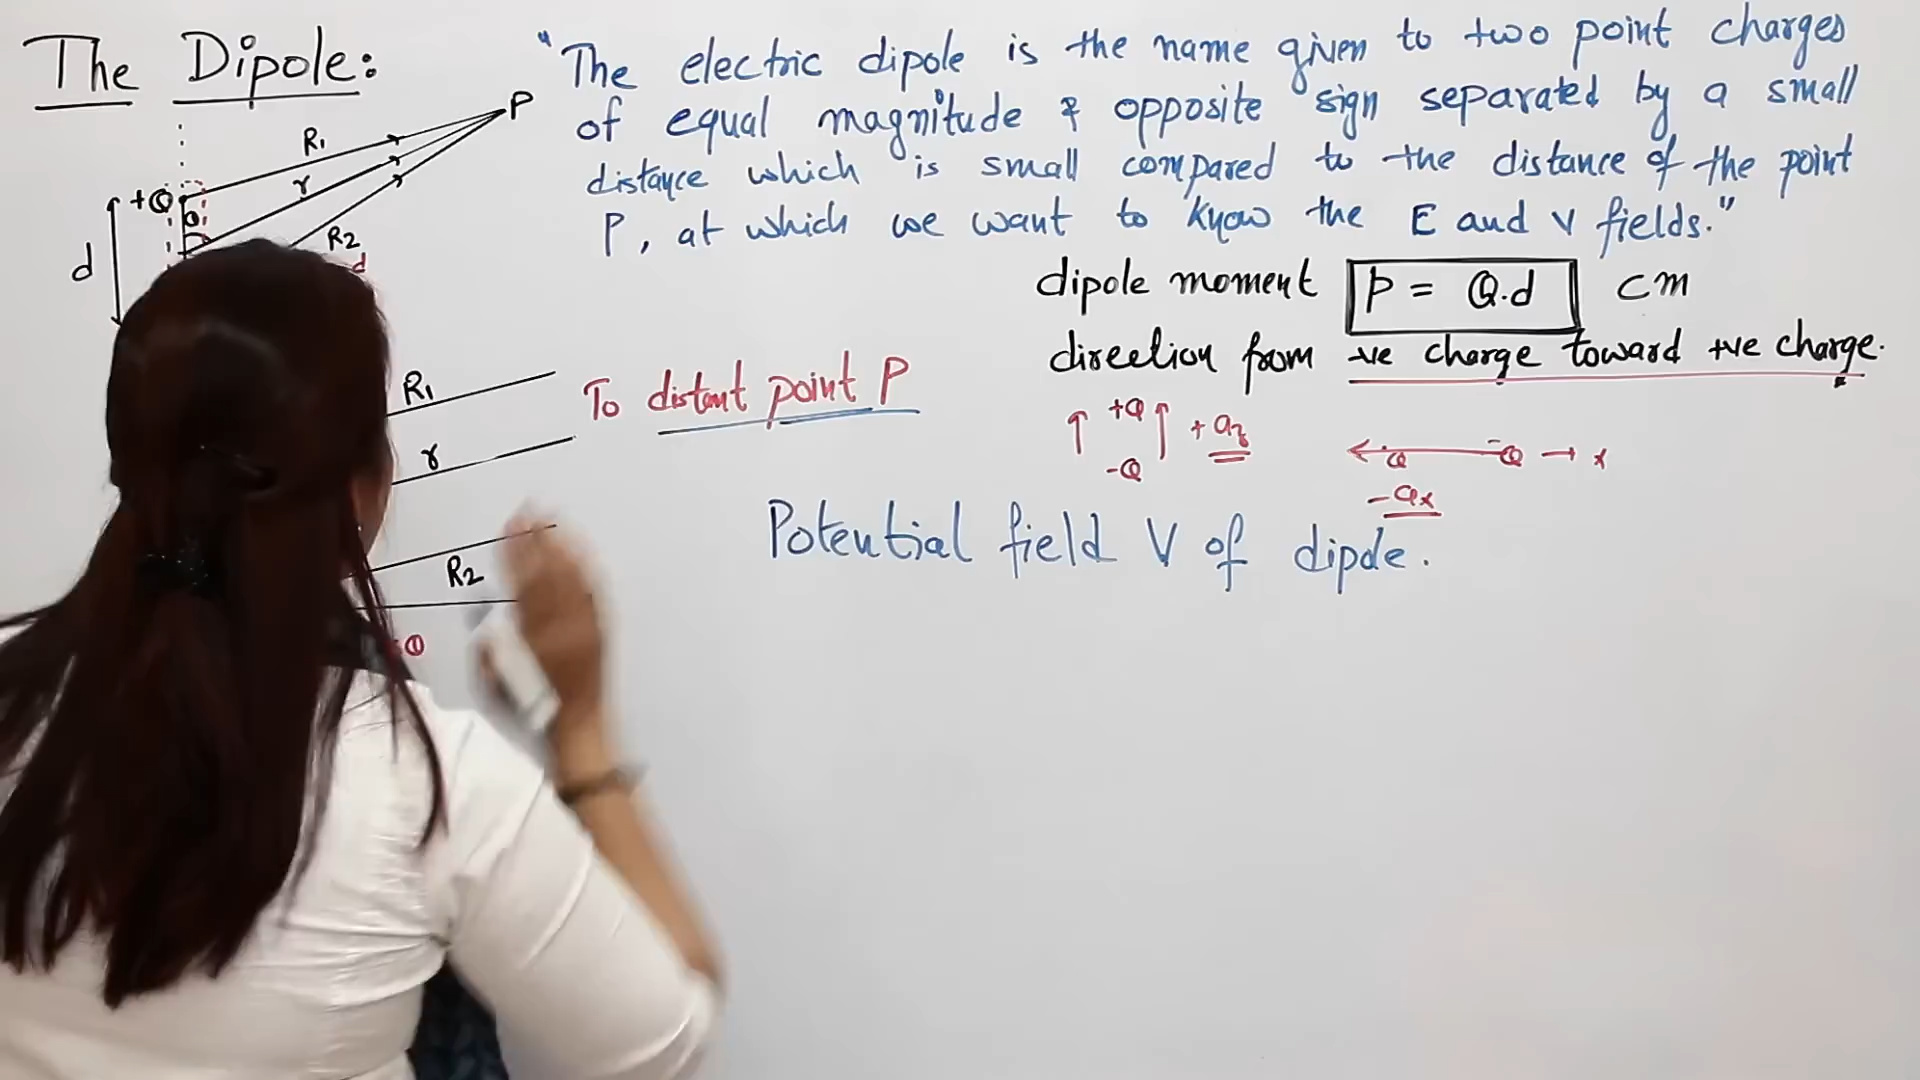 The Dipole:
"The electric dipole is the name given to two point charges
of equal magnitude & opposite sign separated by a small
distance which is small compared to the distance of the point
P, at which we want to know the E and V fields."
P
R1
r
+Q
θ
R2
d
d
dipole moment p = Q.d cm
direction from -ve charge toward +ve charge.
R1
To distant point P
r
+Q
-Q
+ az
Q
-Q
x
-ax
Potential field V of dipole.
R2